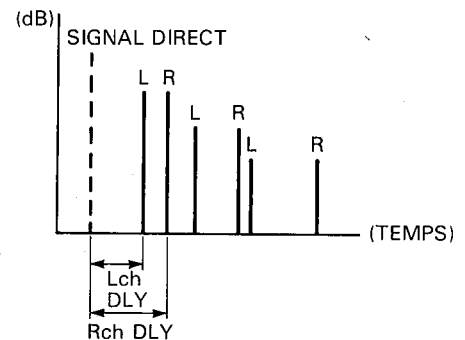 (dB)
SIGNAL DIRECT
L R
L
R
L
R
(TEMPS)
Lch
DLY
Rch DLY